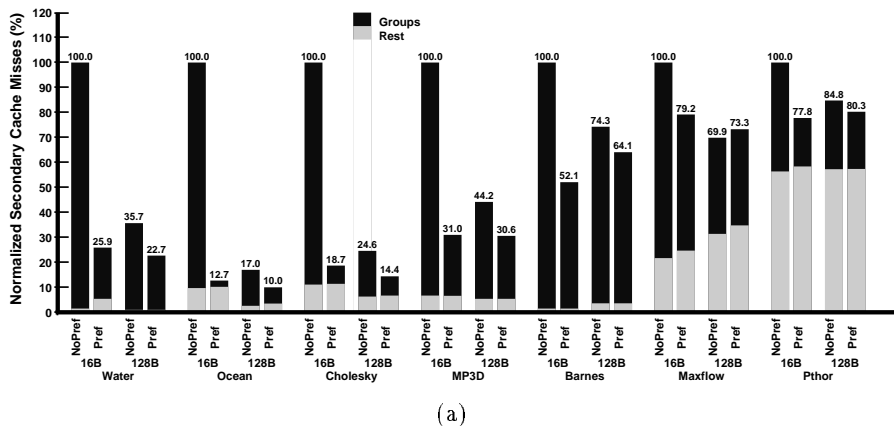 Normalized Secondary Cache Misses (%)
120
110
100
90
80
70
60
50
40
30
20
10
0
Groups
Rest
100.0 25.9 35.7 22.7
100.0 12.7 17.0 10.0
100.0 18.7 24.6 14.4
100.0 31.0 44.2 30.6
100.0 52.1 74.3 64.1
100.0 79.2 69.9 73.3
100.0 77.8 84.8 80.3
NoPref Pref NoPref Pref
16B 128B
Water
NoPref Pref NoPref Pref
16B 128B
Ocean
NoPref Pref NoPref Pref
16B 128B
Cholesky
NoPref Pref NoPref Pref
16B 128B
MP3D
NoPref Pref NoPref Pref
16B 128B
Barnes
NoPref Pref NoPref Pref
16B 128B
Maxflow
NoPref Pref NoPref Pref
16B 128B
Pthor
(a)